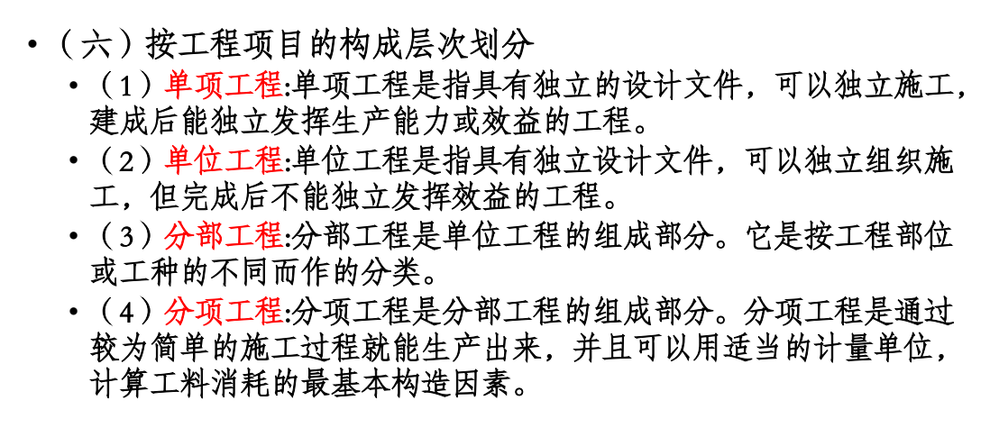 •（六）按工程项目的构成层次划分
•（1）单项工程:单项工程是指具有独立的设计文件，可以独立施工，
建成后能独立发挥生产能力或效益的工程。
•（2）单位工程:单位工程是指具有独立设计文件，可以独立组织施
工，但完成后不能独立发挥效益的工程。
•（3）分部工程:分部工程是单位工程的组成部分。它是按工程部位
或工种的不同而作的分类。
•（4）分项工程:分项工程是分部工程的组成部分。分项工程是通过
较为简单的施工过程就能生产出来，并且可以用适当的计量单位，
计算工料消耗的最基本构造因素。